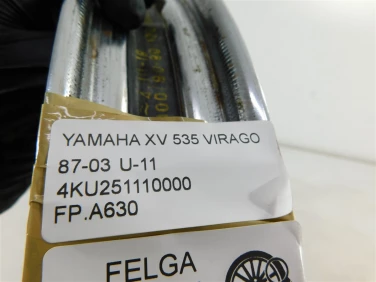 YAMAHA XV 535 VIRAGO
87-03 U-11
4KU251110000
FP.A630
FELGA